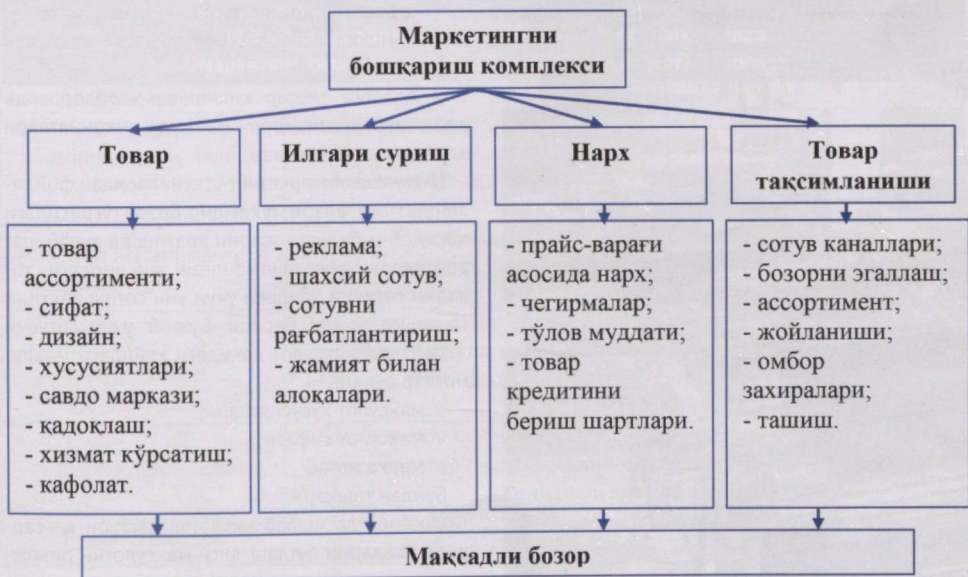 Маркетингни
бошқариш комплекси
Товар
Илгари суриш
Нарх
Товар
тақсимланиши
- товар
ассортименти;
- сифат;
- дизайн;
- хусусиятлари;
- савдо маркази;
- қадоқлаш;
- хизмат кўрсатиш;
- кафолат.
- реклама;
- шахсий сотув;
- сотувни
рағбатлантириш;
- жамият билан
алоқалари.
- прайс-варағи
асосида нарх;
- чегирмалар;
- тўлов муддати;
- товар
кредитини
бериш шартлари.
- сотув каналлари;
- бозорни эгаллаш;
- ассортимент;
- жойланиши;
- омбор
захиралари;
- ташиш.
Мақсадли бозор